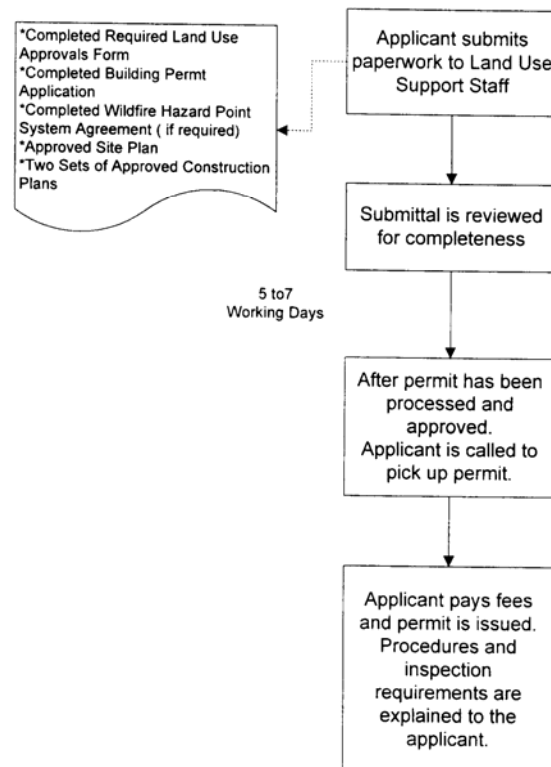 *Completed Required Land Use
Approvals Form
*Completed Building Permt
Application
*Completed Wildfire Hazard Point
System Agreement ( if required)
*Approved Site Plan
*Two Sets of Approved Construction
Plans
Applicant submits
paperwork to Land Use
Support Staff
Submittal is reviewed
for completeness
5 to7
Working Days
After permit has been
processed and
approved.
Applicant is called to
pick up permit.
Applicant pays fees
and permit is issued.
Procedures and
inspection
requirements are
explained to the
applicant.